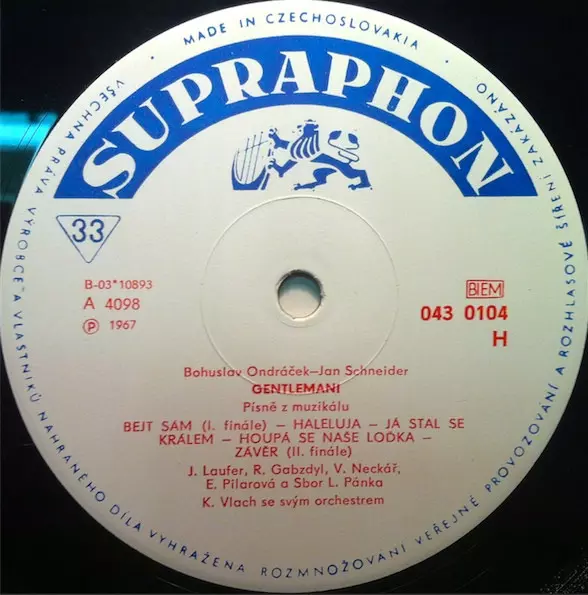 • MADE IN CZECHOSLOVAKIA •
SUPRAPHON
33
B-03*10893
A 4098
Ⓟ 1967
BIEM
043 0104
H
Bohuslav Ondráček—Jan Schneider
GENTLEMANI
Písně z muzikálu
BEJT SÁM (I. finále) — HALELUJA — JÁ STAL SE
KRÁLEM — HOUPÁ SE NAŠE LOĎKA —
ZÁVĚR (II. finále)
J. Laufer, R. Gabzdyl, V. Neckář,
E. Pilarová a Sbor L. Pánka
K. Vlach se svým orchestrem
VŠECHNA PRÁVA VÝROBCE A VLASTNÍKŮ NAHRANÉHO DÍLA VYHRAŽENA ROZMNOŽOVÁNÍ VEŘEJNÉ PROVOZOVÁNÍ A ROZHLASOVÉ ŠÍŘENÍ ZAKÁZÁNO